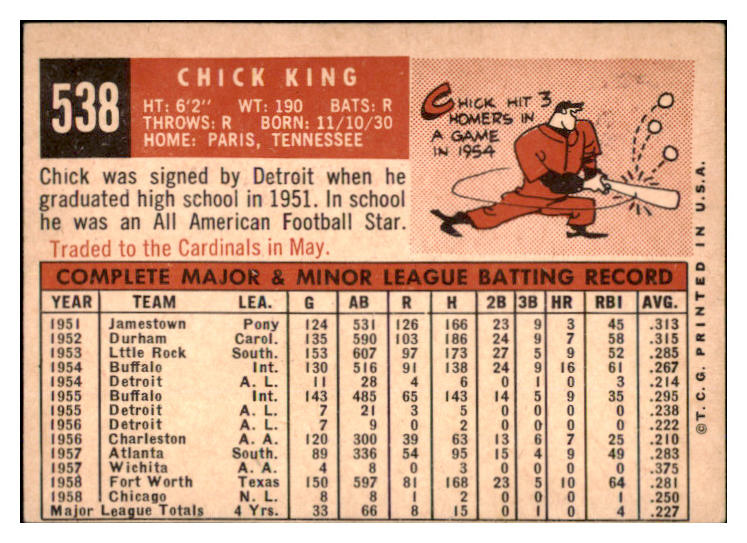 538
CHICK KING
HT: 6'2" WT: 190 BATS: R
THROWS: R BORN: 11/10/30
HOME: PARIS, TENNESSEE
CHICK HIT 3
HOMERS IN
A GAME
IN 1954
Chick was signed by Detroit when he
graduated high school in 1951. In school
he was an All American Football Star.
Traded to the Cardinals in May.
COMPLETE MAJOR & MINOR LEAGUE BATTING RECORD
YEAR TEAM LEA. G AB R H 2B 3B HR RBI AVG.
1951 Jamestown Pony 124 531 126 166 23 9 3 45 .313
1952 Durham Carol. 135 590 103 186 24 9 7 58 .315
1953 Lttle Rock South. 153 607 97 173 27 5 9 52 .285
1954 Buffalo Int. 130 516 91 138 24 9 16 61 .267
1954 Detroit A. L. 11 28 4 6 0 1 0 3 .214
1955 Buffalo Int. 143 485 65 143 14 5 9 35 .295
1955 Detroit A. L. 7 21 3 5 0 0 0 0 .238
1956 Detroit A. L. 7 9 0 2 0 0 0 0 .222
1956 Charleston A. A. 120 300 39 63 13 6 7 25 .210
1957 Atlanta South. 89 336 54 95 15 4 9 49 .283
1957 Wichita A. A. 4 8 0 3 0 0 0 0 .375
1958 Fort Worth Texas 150 597 81 168 23 5 10 64 .281
1958 Chicago N. L. 8 8 1 2 0 0 0 1 .250
Major League Totals 4 Yrs. 33 66 8 15 0 1 0 4 .227
©T.C.G. PRINTED IN U.S.A.